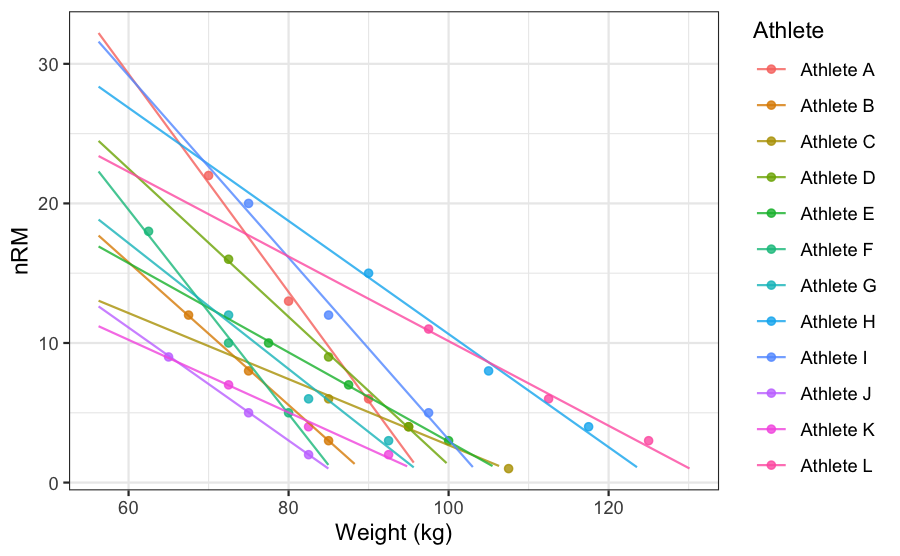 nRM
30
20
10
0
60 80 100 120
Weight (kg)
Athlete
Athlete A
Athlete B
Athlete C
Athlete D
Athlete E
Athlete F
Athlete G
Athlete H
Athlete I
Athlete J
Athlete K
Athlete L